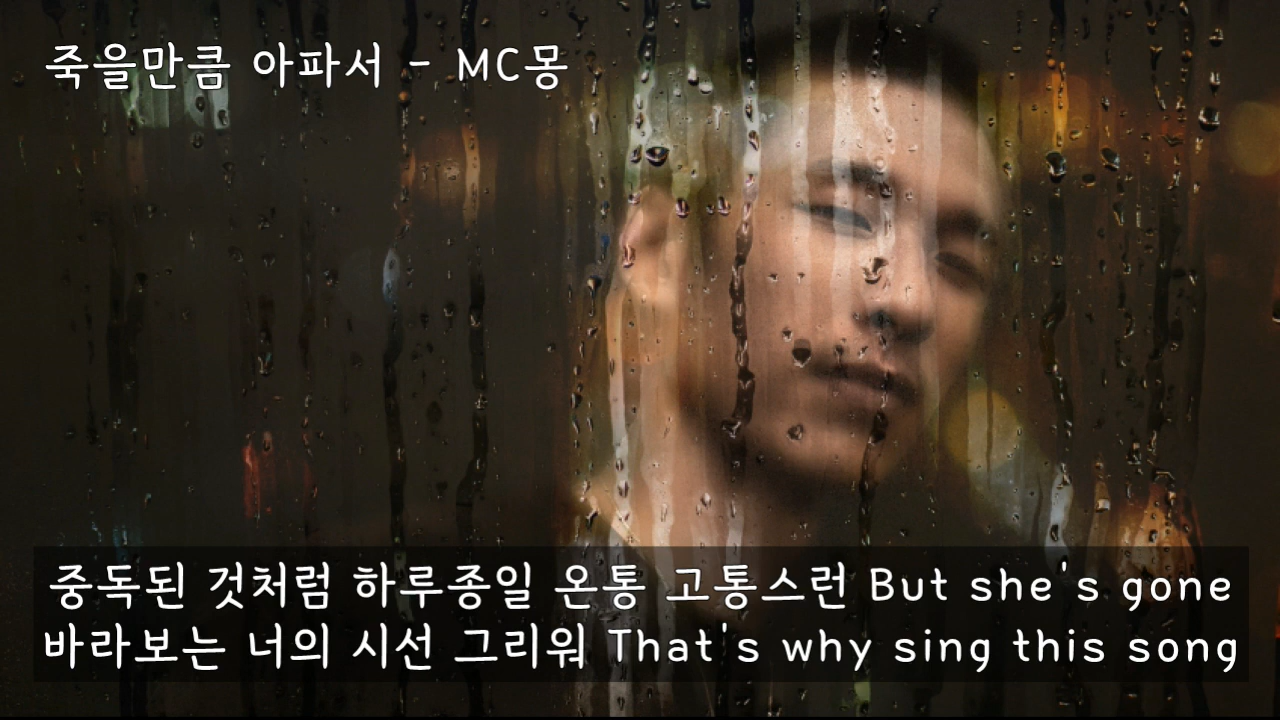 죽을만큼 아파서 - MC몽
중독된 것처럼 하루종일 온통 고통스런 But she's gone
바라보는 너의 시선 그리워 That's why sing this song